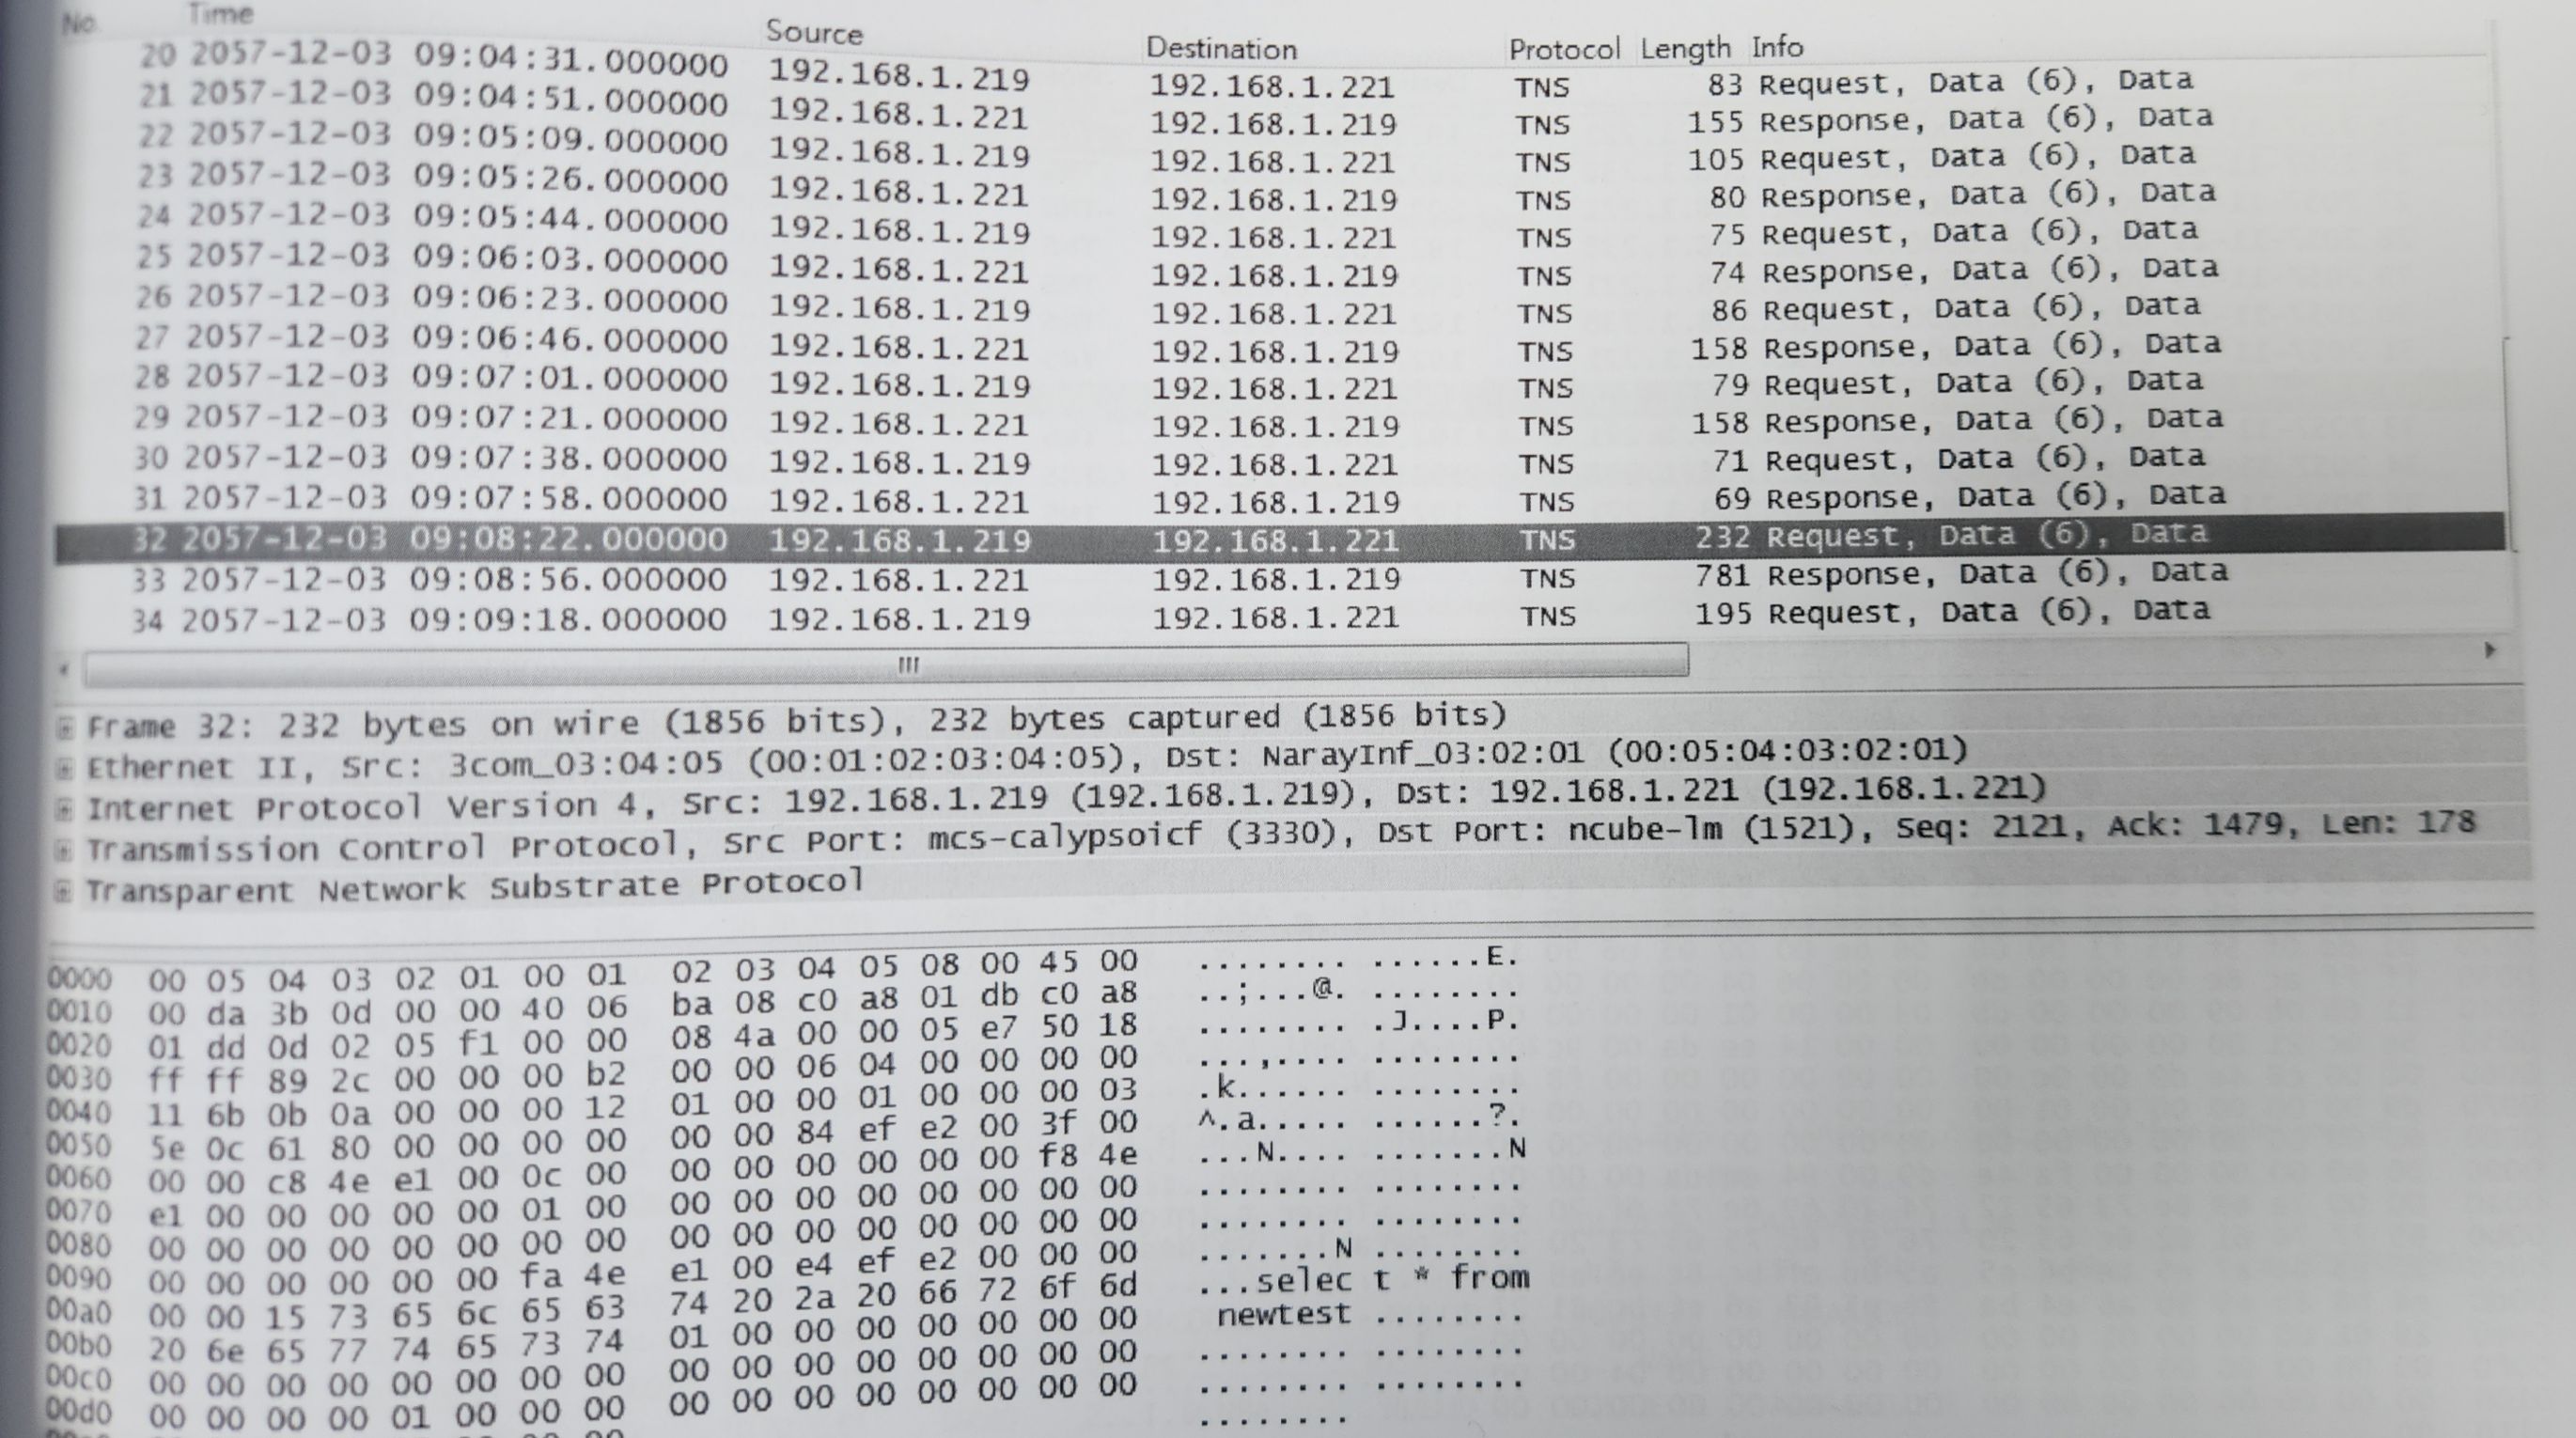 No. Time Source Destination Protocol Length Info
20 2057-12-03 09:04:31.000000 192.168.1.219 192.168.1.221 TNS 83 Request, Data (6), Data
21 2057-12-03 09:04:51.000000 192.168.1.221 192.168.1.219 TNS 155 Response, Data (6), Data
22 2057-12-03 09:05:09.000000 192.168.1.219 192.168.1.221 TNS 105 Request, Data (6), Data
23 2057-12-03 09:05:26.000000 192.168.1.221 192.168.1.219 TNS 80 Response, Data (6), Data
24 2057-12-03 09:05:44.000000 192.168.1.219 192.168.1.221 TNS 75 Request, Data (6), Data
25 2057-12-03 09:06:03.000000 192.168.1.221 192.168.1.219 TNS 74 Response, Data (6), Data
26 2057-12-03 09:06:23.000000 192.168.1.219 192.168.1.221 TNS 86 Request, Data (6), Data
27 2057-12-03 09:06:46.000000 192.168.1.221 192.168.1.219 TNS 158 Response, Data (6), Data
28 2057-12-03 09:07:01.000000 192.168.1.219 192.168.1.221 TNS 79 Request, Data (6), Data
29 2057-12-03 09:07:21.000000 192.168.1.221 192.168.1.219 TNS 158 Response, Data (6), Data
30 2057-12-03 09:07:38.000000 192.168.1.219 192.168.1.221 TNS 71 Request, Data (6), Data
31 2057-12-03 09:07:58.000000 192.168.1.221 192.168.1.219 TNS 69 Response, Data (6), Data
32 2057-12-03 09:08:22.000000 192.168.1.219 192.168.1.221 TNS 232 Request, Data (6), Data
33 2057-12-03 09:08:56.000000 192.168.1.221 192.168.1.219 TNS 781 Response, Data (6), Data
34 2057-12-03 09:09:18.000000 192.168.1.219 192.168.1.221 TNS 195 Request, Data (6), Data
Frame 32: 232 bytes on wire (1856 bits), 232 bytes captured (1856 bits)
Ethernet II, Src: 3com_03:04:05 (00:01:02:03:04:05), Dst: NarayInf_03:02:01 (00:05:04:03:02:01)
Internet Protocol Version 4, Src: 192.168.1.219 (192.168.1.219), Dst: 192.168.1.221 (192.168.1.221)
Transmission Control Protocol, Src Port: mcs-calypsoicf (3330), Dst Port: ncube-lm (1521), Seq: 2121, Ack: 1479, Len: 178
Transparent Network Substrate Protocol
0000 00 05 04 03 02 01 00 01 02 03 04 05 08 00 45 00 ........ ......E.
0010 00 da 3b 0d 00 00 40 06 ba 08 c0 a8 01 db c0 a8 ..;...@. ........
0020 01 dd 0d 02 05 f1 00 00 08 4a 00 00 05 e7 50 18 ........ .J....P.
0030 ff ff 89 2c 00 00 00 b2 00 00 06 04 00 00 00 00 ...,.... ........
0040 11 6b 0b 0a 00 00 00 12 01 00 00 01 00 00 00 03 .k...... ........
0050 5e 0c 61 80 00 00 00 00 00 00 84 ef e2 00 3f 00 ^.a..... ......?.
0060 00 00 c8 4e e1 00 0c 00 00 00 00 00 00 00 f8 4e ...N.... .......N
0070 e1 00 00 00 00 00 01 00 00 00 00 00 00 00 00 00 ........ ........
0080 00 00 00 00 00 00 00 00 00 00 00 00 00 00 00 00 ........ ........
0090 00 00 00 00 00 00 fa 4e e1 00 e4 ef e2 00 00 00 .......N ........
00a0 00 00 15 73 65 6c 65 63 74 20 2a 20 66 72 6f 6d ...selec t * from
00b0 20 6e 65 77 74 65 73 74 01 00 00 00 00 00 00 00 newtest ........
00c0 00 00 00 00 00 00 00 00 00 00 00 00 00 00 00 00 ........ ........
00d0 00 00 00 00 01 00 00 00 00 00 00 00 00 00 00 00 ........ ........
........